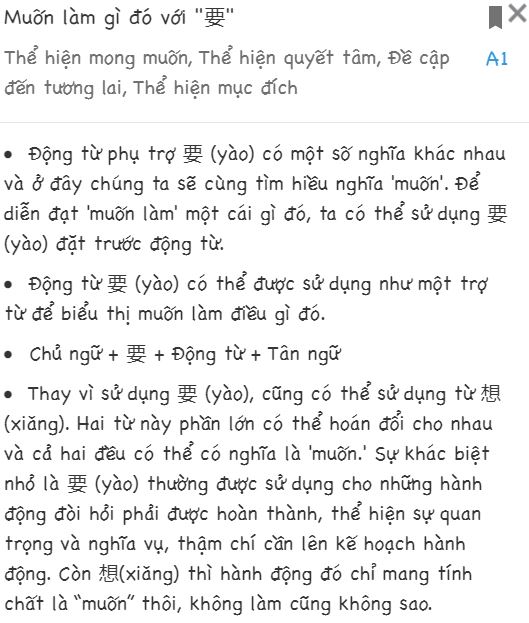 Muốn làm gì đó với "要"
Thể hiện mong muốn, Thể hiện quyết tâm, Đề cập
đến tương lai, Thể hiện mục đích
A1
• Động từ phụ trợ 要 (yào) có một số nghĩa khác nhau
và ở đây chúng ta sẽ cùng tìm hiều nghĩa 'muốn'. Để
diễn đạt 'muốn làm' một cái gì đó, ta có thể sử dụng 要
(yào) đặt trước động từ.
• Động từ 要 (yào) có thể được sử dụng như một trợ
từ để biểu thị muốn làm điều gì đó.
• Chủ ngữ + 要 + Động từ + Tân ngữ
• Thay vì sử dụng 要 (yào), cũng có thể sử dụng từ 想
(xiǎng). Hai từ này phần lớn có thể hoán đổi cho nhau
và cả hai đều có thể có nghĩa là 'muốn.' Sự khác biệt
nhỏ là 要 (yào) thường được sử dụng cho những hành
động đòi hỏi phải được hoàn thành, thể hiện sự quan
trọng và nghĩa vụ, thậm chí cần lên kế hoạch hành
động. Còn 想(xiǎng) thì hành động đó chỉ mang tính
chất là “muốn” thôi, không làm cũng không sao.